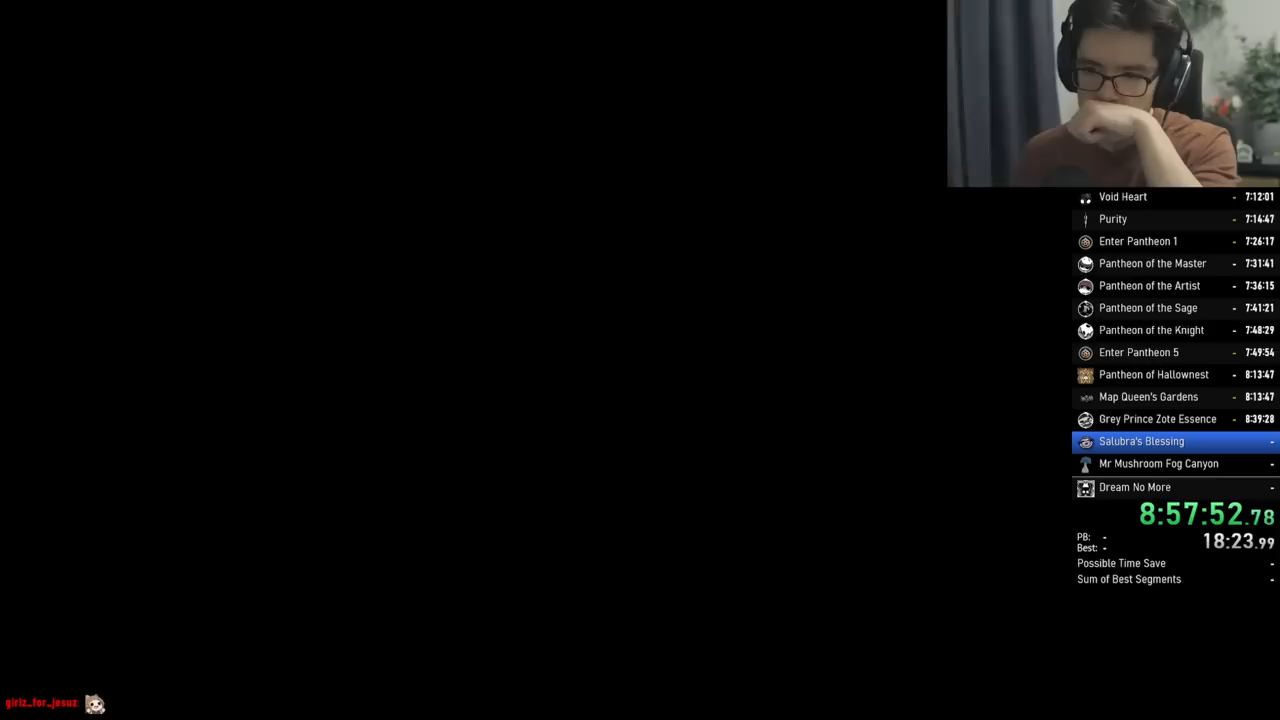 Void Heart - 7:12:01
Purity - 7:14:47
Enter Pantheon 1 - 7:26:17
Pantheon of the Master - 7:31:41
Pantheon of the Artist - 7:36:15
Pantheon of the Sage - 7:41:21
Pantheon of the Knight - 7:48:29
Enter Pantheon 5 - 7:49:54
Pantheon of Hallownest - 8:13:47
Map Queen's Gardens - 8:13:47
Grey Prince Zote Essence - 8:39:28
Salubra's Blessing -
Mr Mushroom Fog Canyon -
Dream No More -
8:57:52.78
PB: - 18:23.99
Best: -
Possible Time Save -
Sum of Best Segments -
girlz_for_jesuz